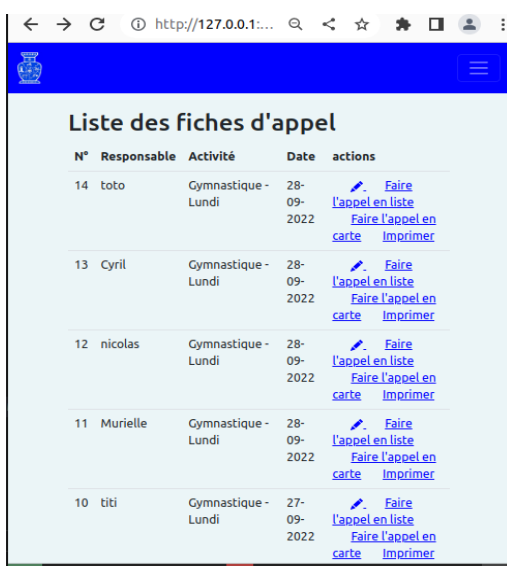 http://127.0.0.1:...
Liste des fiches d'appel
N° Responsable Activité Date actions
14 toto Gymnastique - 28- Faire
Lundi 09- l'appel en liste
2022 Faire l'appel en
carte Imprimer
13 Cyril Gymnastique - 28- Faire
Lundi 09- l'appel en liste
2022 Faire l'appel en
carte Imprimer
12 nicolas Gymnastique - 28- Faire
Lundi 09- l'appel en liste
2022 Faire l'appel en
carte Imprimer
11 Murielle Gymnastique - 28- Faire
Lundi 09- l'appel en liste
2022 Faire l'appel en
carte Imprimer
10 titi Gymnastique - 27- Faire
Lundi 09- l'appel en liste
2022 Faire l'appel en
carte Imprimer